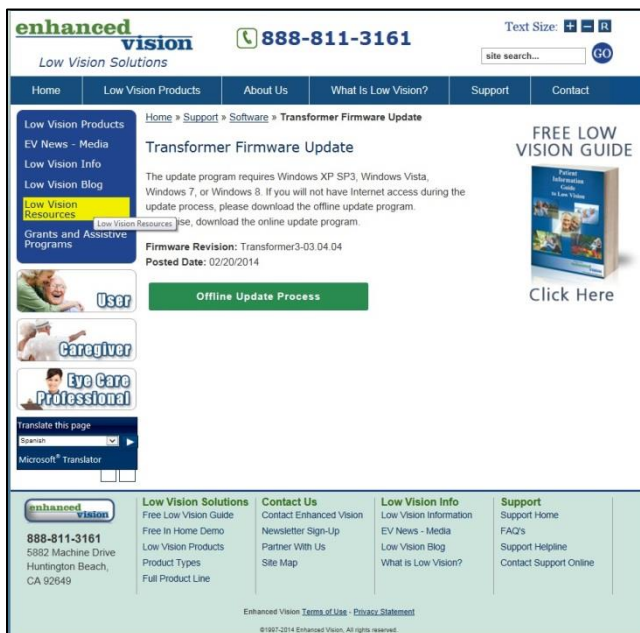 enhanced
vision
Low Vision Solutions
888-811-3161
Text Size: + − R
site search...
GO
Home
Low Vision Products
About Us
What Is Low Vision?
Support
Contact
Low Vision Products
EV News - Media
Low Vision Info
Low Vision Blog
Low Vision
Resources
Low Vision Resources
Grants and Assistive
Programs
User
Caregiver
Eye Care
Professional
Translate this page
Spanish
Microsoft® Translator
Home » Support » Software » Transformer Firmware Update
Transformer Firmware Update
The update program requires Windows XP SP3, Windows Vista,
Windows 7, or Windows 8. If you will not have Internet access during the
update process, please download the offline update program.
se, download the online update program.
Firmware Revision: Transformer3-03.04.04
Posted Date: 02/20/2014
Offline Update Process
FREE LOW
VISION GUIDE
Patient
Information
Guide
to Low Vision
Click Here
enhanced
vision
888-811-3161
5882 Machine Drive
Huntington Beach,
CA 92649
Low Vision Solutions
Free Low Vision Guide
Free In Home Demo
Low Vision Products
Product Types
Full Product Line
Contact Us
Contact Enhanced Vision
Newsletter Sign-Up
Partner With Us
Site Map
Low Vision Info
Low Vision Information
EV News - Media
Low Vision Blog
What is Low Vision?
Support
Support Home
FAQ's
Support Helpline
Contact Support Online
Enhanced Vision Terms of Use - Privacy Statement
©1997-2014 Enhanced Vision, All rights reserved.